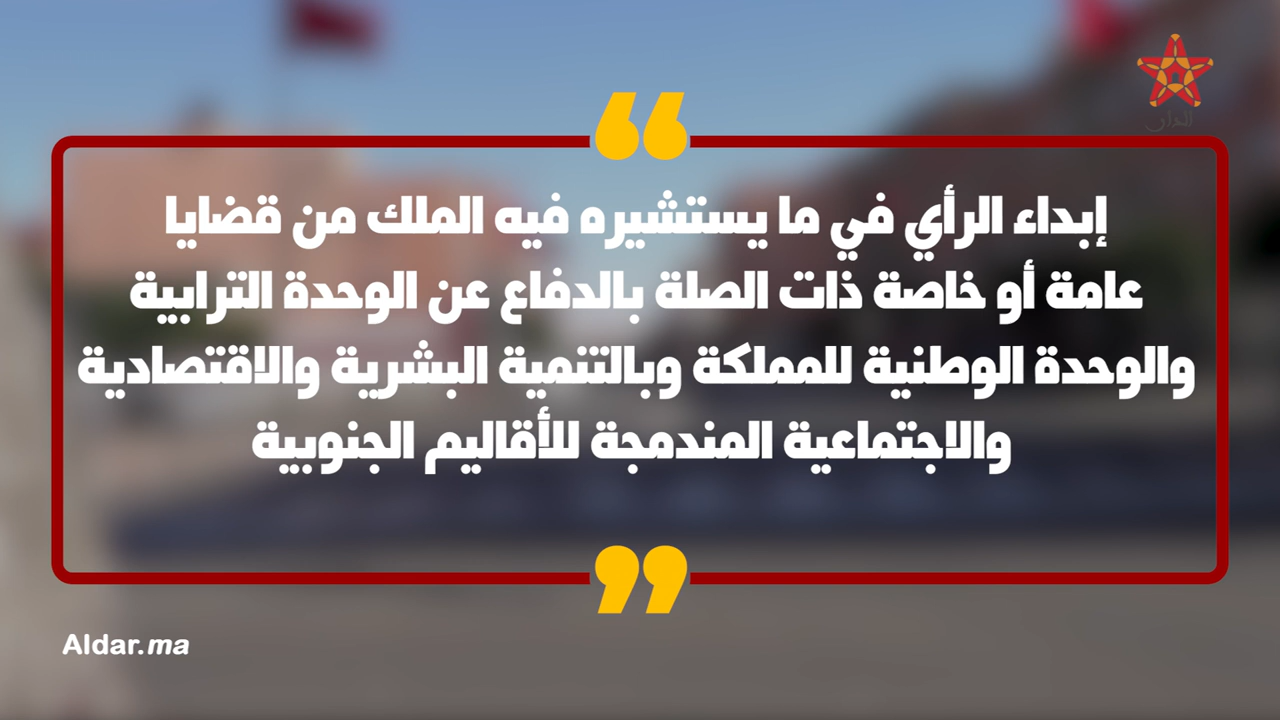 الدار
إبداء الرأي في ما يستشيره فيه الملك من قضايا
عامة أو خاصة ذات الصلة بالدفاع عن الوحدة الترابية
والوحدة الوطنية للمملكة وبالتنمية البشرية والاقتصادية
والاجتماعية المندمجة للأقاليم الجنوبية
Aldar.ma